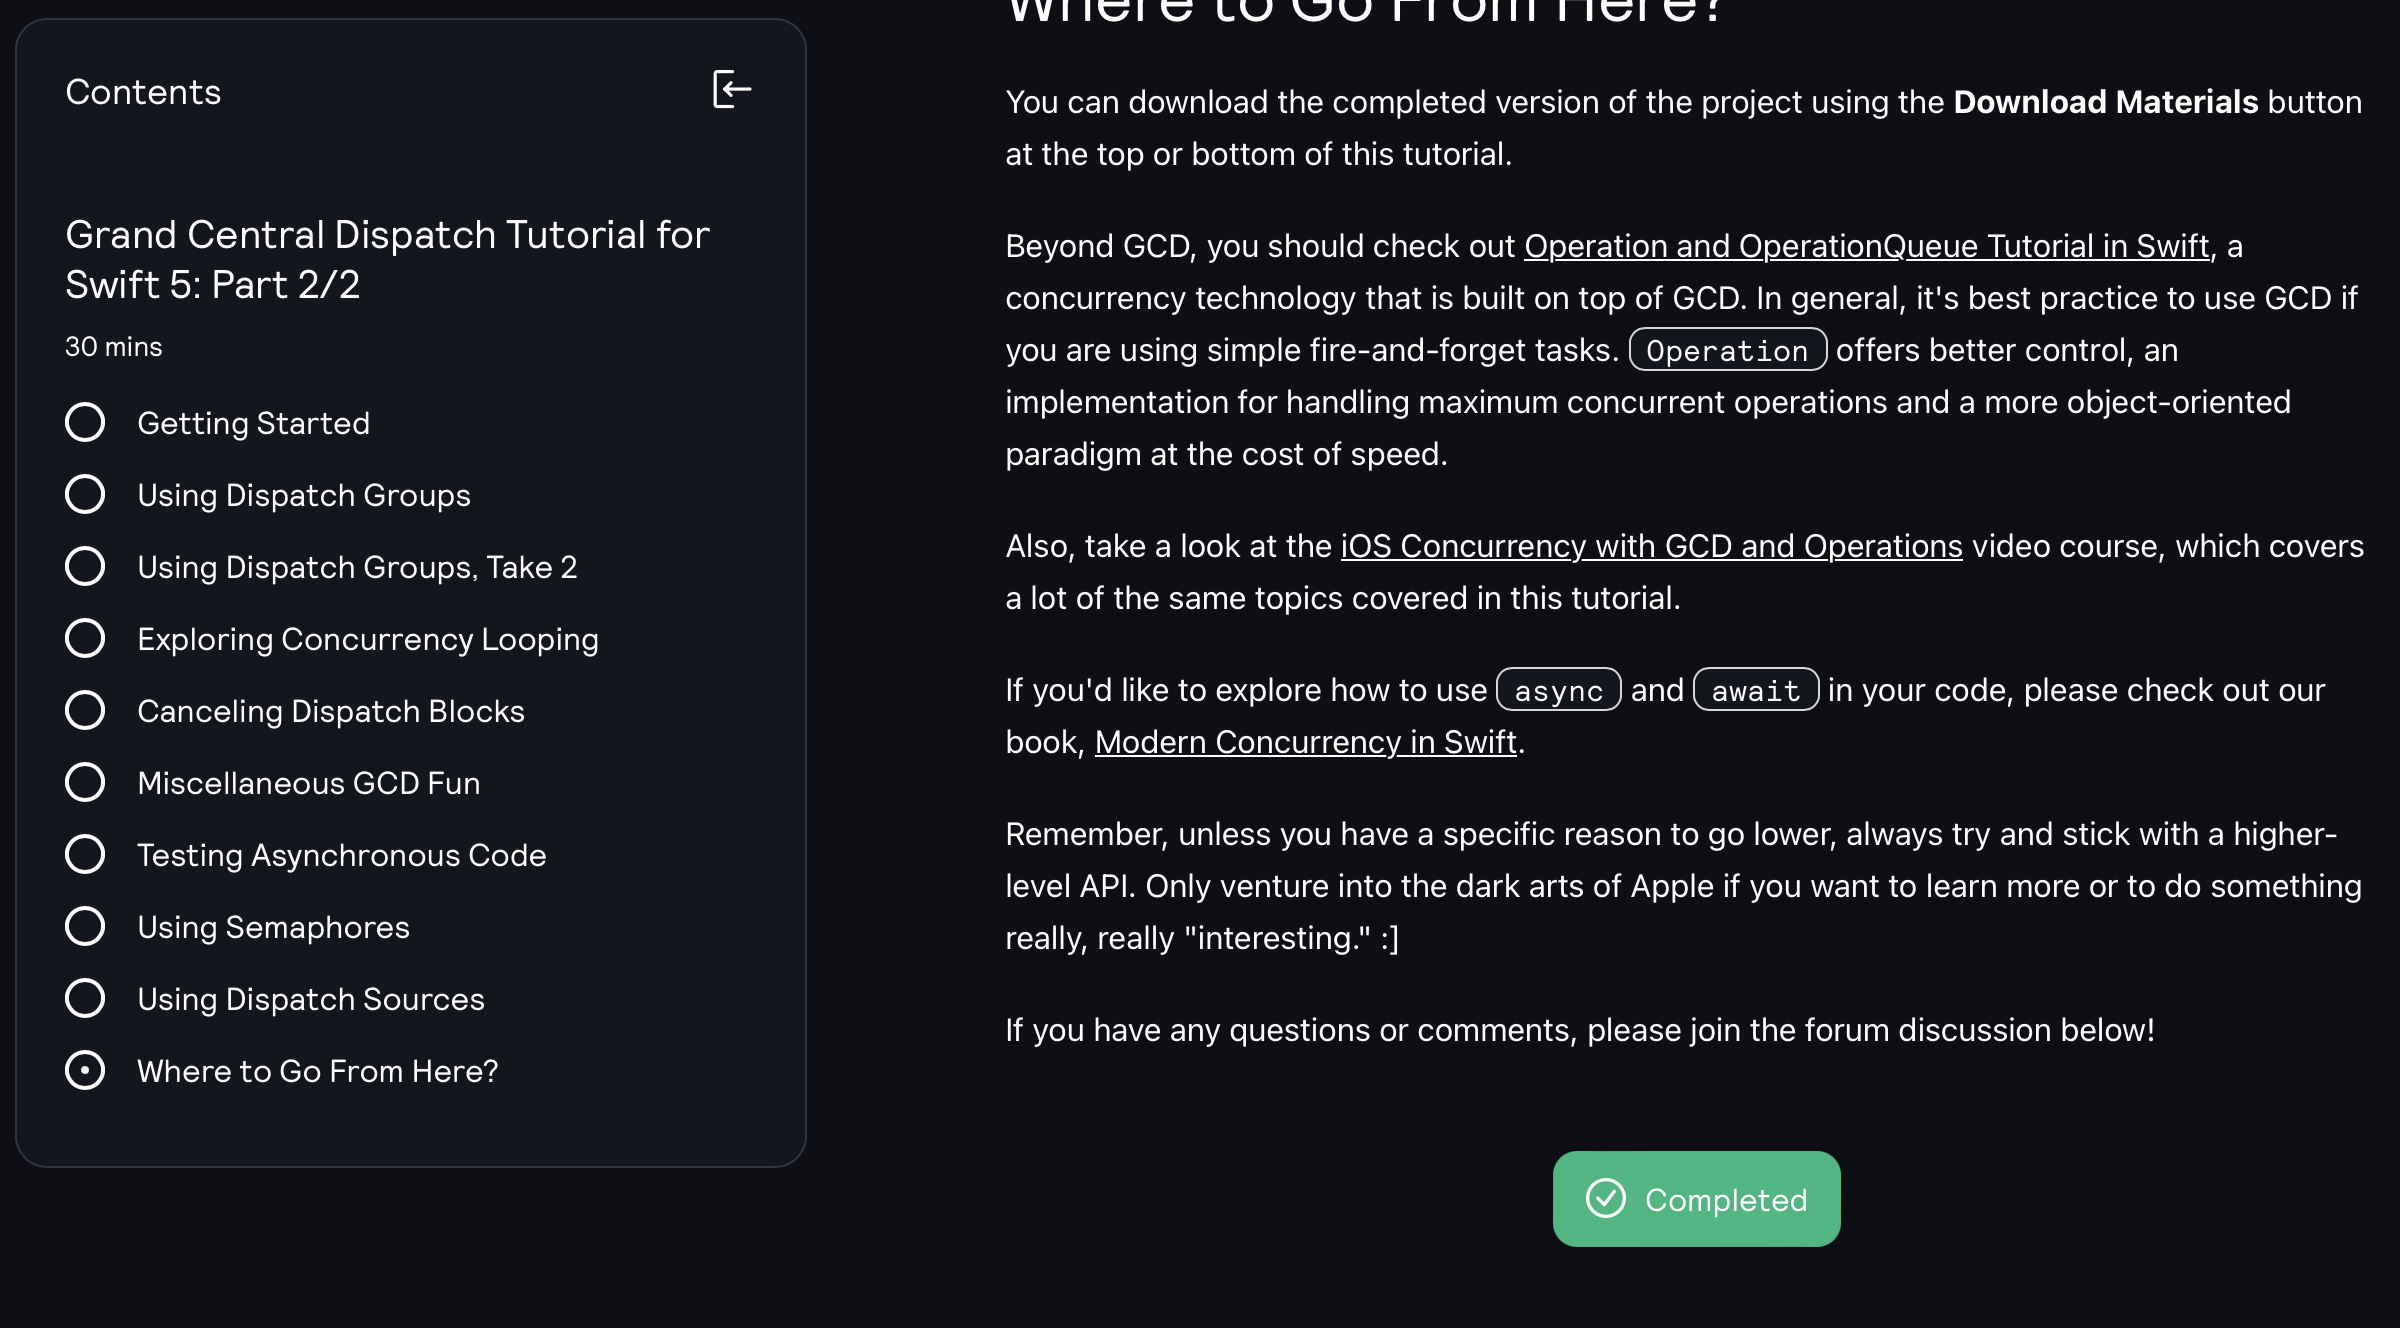 Contents
Grand Central Dispatch Tutorial for
Swift 5: Part 2/2
30 mins
Getting Started
Using Dispatch Groups
Using Dispatch Groups, Take 2
Exploring Concurrency Looping
Canceling Dispatch Blocks
Miscellaneous GCD Fun
Testing Asynchronous Code
Using Semaphores
Using Dispatch Sources
Where to Go From Here?
Where to Go From Here?
You can download the completed version of the project using the Download Materials button
at the top or bottom of this tutorial.
Beyond GCD, you should check out Operation and OperationQueue Tutorial in Swift, a
concurrency technology that is built on top of GCD. In general, it's best practice to use GCD if
you are using simple fire-and-forget tasks. Operation offers better control, an
implementation for handling maximum concurrent operations and a more object-oriented
paradigm at the cost of speed.
Also, take a look at the iOS Concurrency with GCD and Operations video course, which covers
a lot of the same topics covered in this tutorial.
If you'd like to explore how to use async and await in your code, please check out our
book, Modern Concurrency in Swift.
Remember, unless you have a specific reason to go lower, always try and stick with a higher-
level API. Only venture into the dark arts of Apple if you want to learn more or to do something
really, really "interesting." :]
If you have any questions or comments, please join the forum discussion below!
Completed